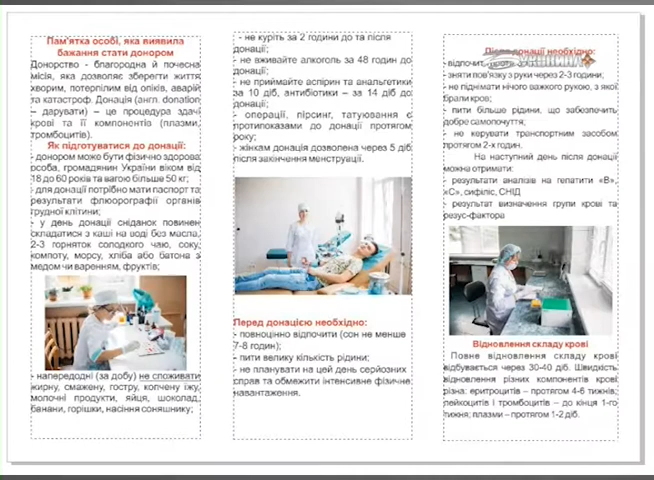 Пам'ятка особі, яка виявила
бажання стати донором
Донорство - благородна й почесна
місія, яка дозволяє зберегти життя
хворим, потерпілим від опіків, аварій
та катастроф. Донація (англ. donation
– дарувати) – це процедура здачі
крові та її компонентів (плазми,
тромбоцитів).
Як підготуватися до донації:
- донором може бути фізично здорова
особа, громадянин України віком від
18 до 60 років та вагою більше 50 кг;
- для донації потрібно мати паспорт та
результати флюорографії органів
грудної клітини;
- у день донації сніданок повинен
складатися з каші на воді без масла,
2-3 горняток солодкого чаю, соку,
компоту, морсу, хліба або батона з
медом чи варенням, фруктів;
- напередодні (за добу) не споживати
жирну, смажену, гостру, копчену їжу,
молочні продукти, яйця, шоколад,
банани, горішки, насіння соняшнику;
- не куріть за 2 години до та після
донації;
- не вживайте алкоголь за 48 годин до
донації;
- не приймайте аспірин та анальгетики
за 10 діб, антибіотики – за 14 діб до
донації;
- операції, пірсинг, татуювання є
протипоказами до донації протягом
року;
- жінкам донація дозволена через 5 діб
після закінчення менструації.
Перед донацією необхідно:
- повноцінно відпочити (сон не менше
7-8 годин);
- пити велику кількість рідини;
- не планувати на цей день серйозних
справ та обмежити інтенсивне фізичне
навантаження.
Після донації необхідно:
- відпочит
- зняти пов'язку з руки через 2-3 години;
- не піднімати нічого важкого рукою, з якої
брали кров;
- пити більше рідини, що забезпечить
добре самопочуття;
- не керувати транспортним засобом
протягом 2-х годин.
На наступний день після донації
можна отримати:
- результати аналізів на гепатити «В»,
«С», сифіліс, СНІД
- результат визначення групи крові та
резус-фактора
Відновлення складу крові
Повне відновлення складу крові
відбувається через 30-40 діб. Швидкість
відновлення різних компонентів крові
різна: еритроцитів – протягом 4-6 тижнів;
лейкоцитів і тромбоцитів – до кінця 1-го
тижня; плазми – протягом 1-2 діб.